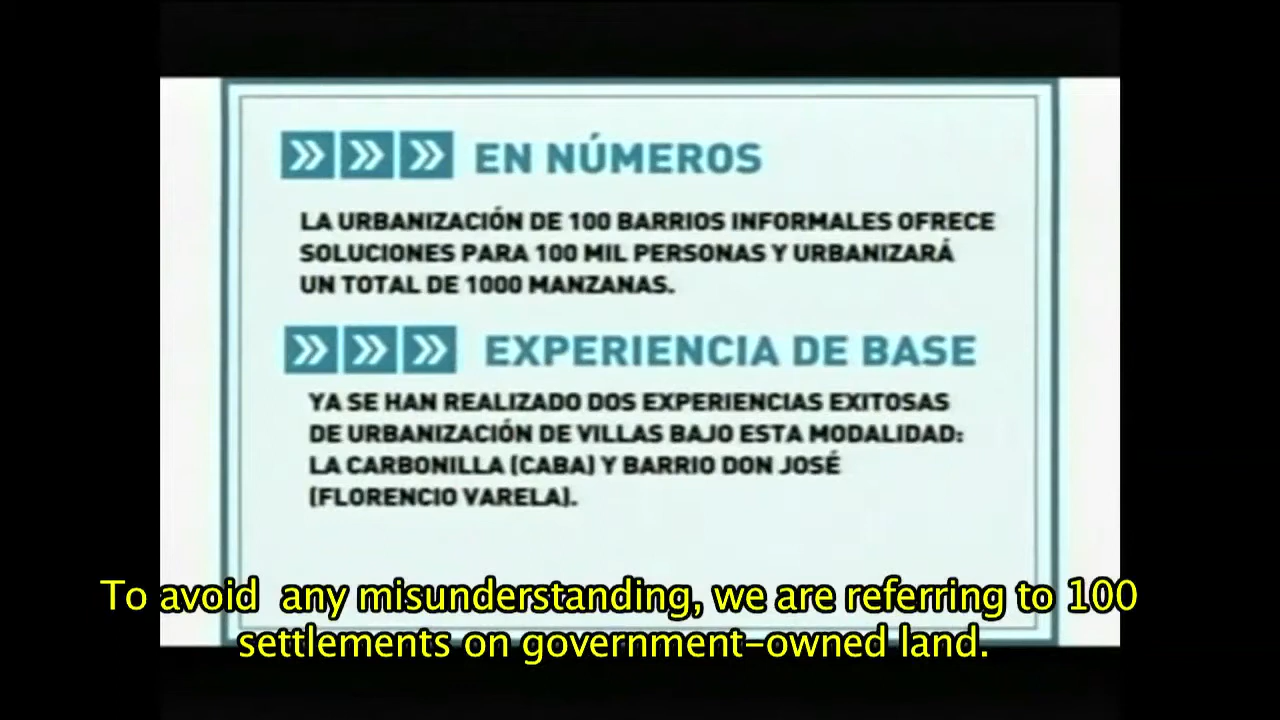 EN NÚMEROS
LA URBANIZACIÓN DE 100 BARRIOS INFORMALES OFRECE
SOLUCIONES PARA 100 MIL PERSONAS Y URBANIZARÁ
UN TOTAL DE 1000 MANZANAS.
EXPERIENCIA DE BASE
YA SE HAN REALIZADO DOS EXPERIENCIAS EXITOSAS
DE URBANIZACIÓN DE VILLAS BAJO ESTA MODALIDAD:
LA CARBONILLA (CABA) Y BARRIO DON JOSÉ
(FLORENCIO VARELA).
To avoid any misunderstanding, we are referring to 100
settlements on government-owned land.